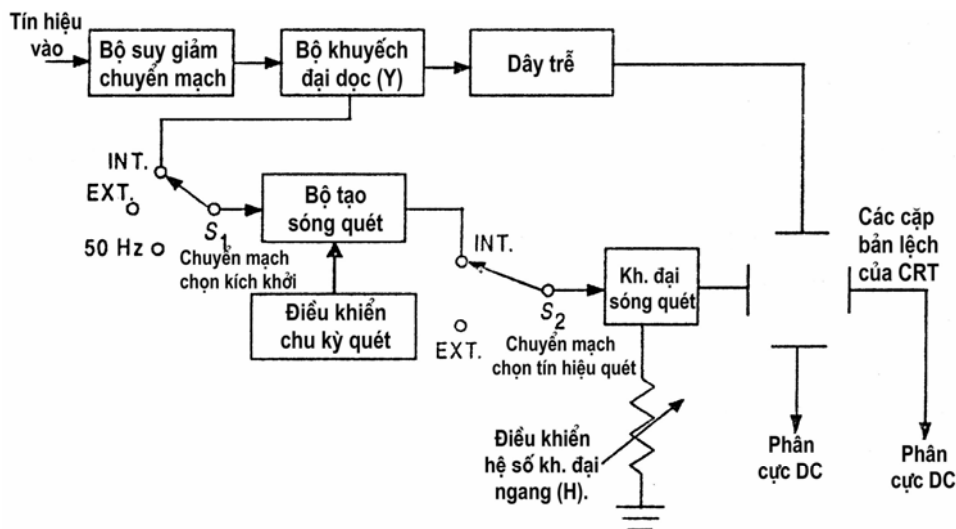 Tín hiệu
vào
Bộ suy giảm
chuyển mạch
Bộ khuyếch
đại dọc (Y)
Dây trễ
INT.
EXT.
50 Hz
S1
Chuyển mạch
chọn kích khởi
Bộ tạo
sóng quét
Điều khiển
chu kỳ quét
INT.
EXT.
S2
Chuyển mạch
chọn tín hiệu quét
Kh. đại
sóng quét
Điều khiển
hệ số kh. đại
ngang (H).
Các cặp
bản lệch
của CRT
Phân
cực DC
Phân
cực DC